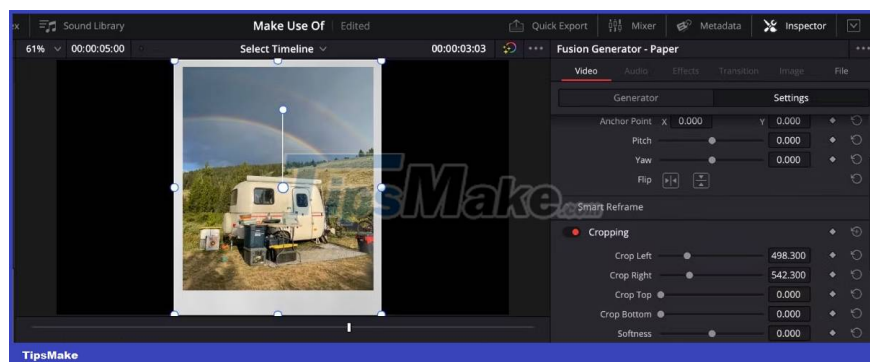 ex Sound Library Make Use Of Edited Quick Export Mixer Metadata Inspector
61% 00:00:05:00 Select Timeline 00:00:03:03 Fusion Generator - Paper
Video Audio Effects Transition Image File
Generator Settings
Anchor Point X 0.000 Y 0.000
Pitch 0.000
Yaw 0.000
Flip
Smart Reframe
Cropping
Crop Left 498.300
Crop Right 542.300
Crop Top 0.000
Crop Bottom 0.000
Softness 0.000
TipsMake.com
TipsMake